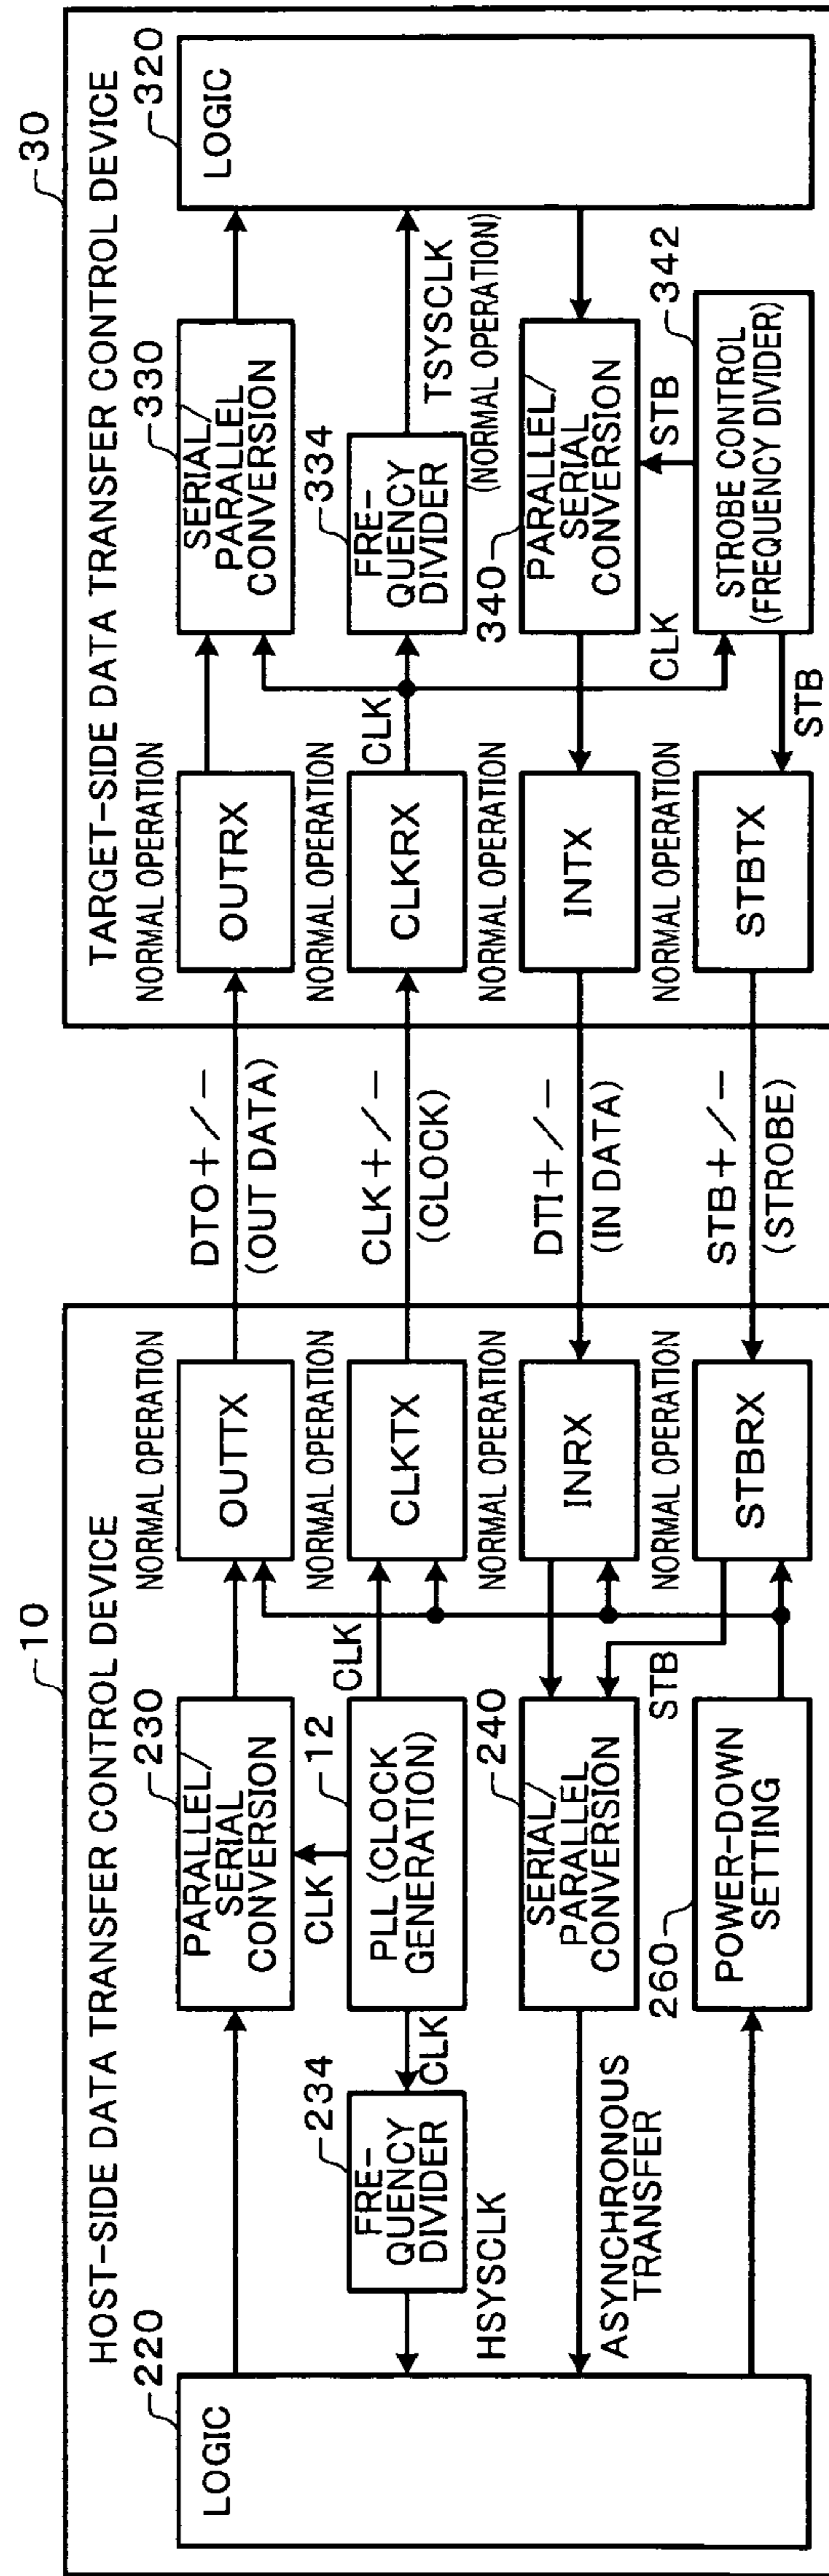 10
HOST-SIDE DATA TRANSFER CONTROL DEVICE
220
LOGIC
230
PARALLEL/
SERIAL
CONVERSION
NORMAL OPERATION
OUTTX
234
FRE-
QUENCY
DIVIDER
HSYSCLK
CLK
CLK
12
PLL (CLOCK
GENERATION)
CLK
NORMAL OPERATION
CLKTX
ASYNCHRONOUS
TRANSFER
240
SERIAL/
PARALLEL
CONVERSION
NORMAL OPERATION
INRX
260
POWER-DOWN
SETTING
STB
NORMAL OPERATION
STBRX
DTO+/-
(OUT DATA)
CLK+/-
(CLOCK)
DTI+/-
(IN DATA)
STB+/-
(STROBE)
30
TARGET-SIDE DATA TRANSFER CONTROL DEVICE
NORMAL OPERATION
OUTRX
330
SERIAL/
PARALLEL
CONVERSION
320
LOGIC
NORMAL OPERATION
CLKRX
CLK
334
FRE-
QUENCY
DIVIDER
TSYSCLK
(NORMAL OPERATION)
NORMAL OPERATION
INTX
340
PARALLEL/
SERIAL
CONVERSION
CLK
STB
342
NORMAL OPERATION
STBTX
STB
STROBE CONTROL
(FREQUENCY DIVIDER)